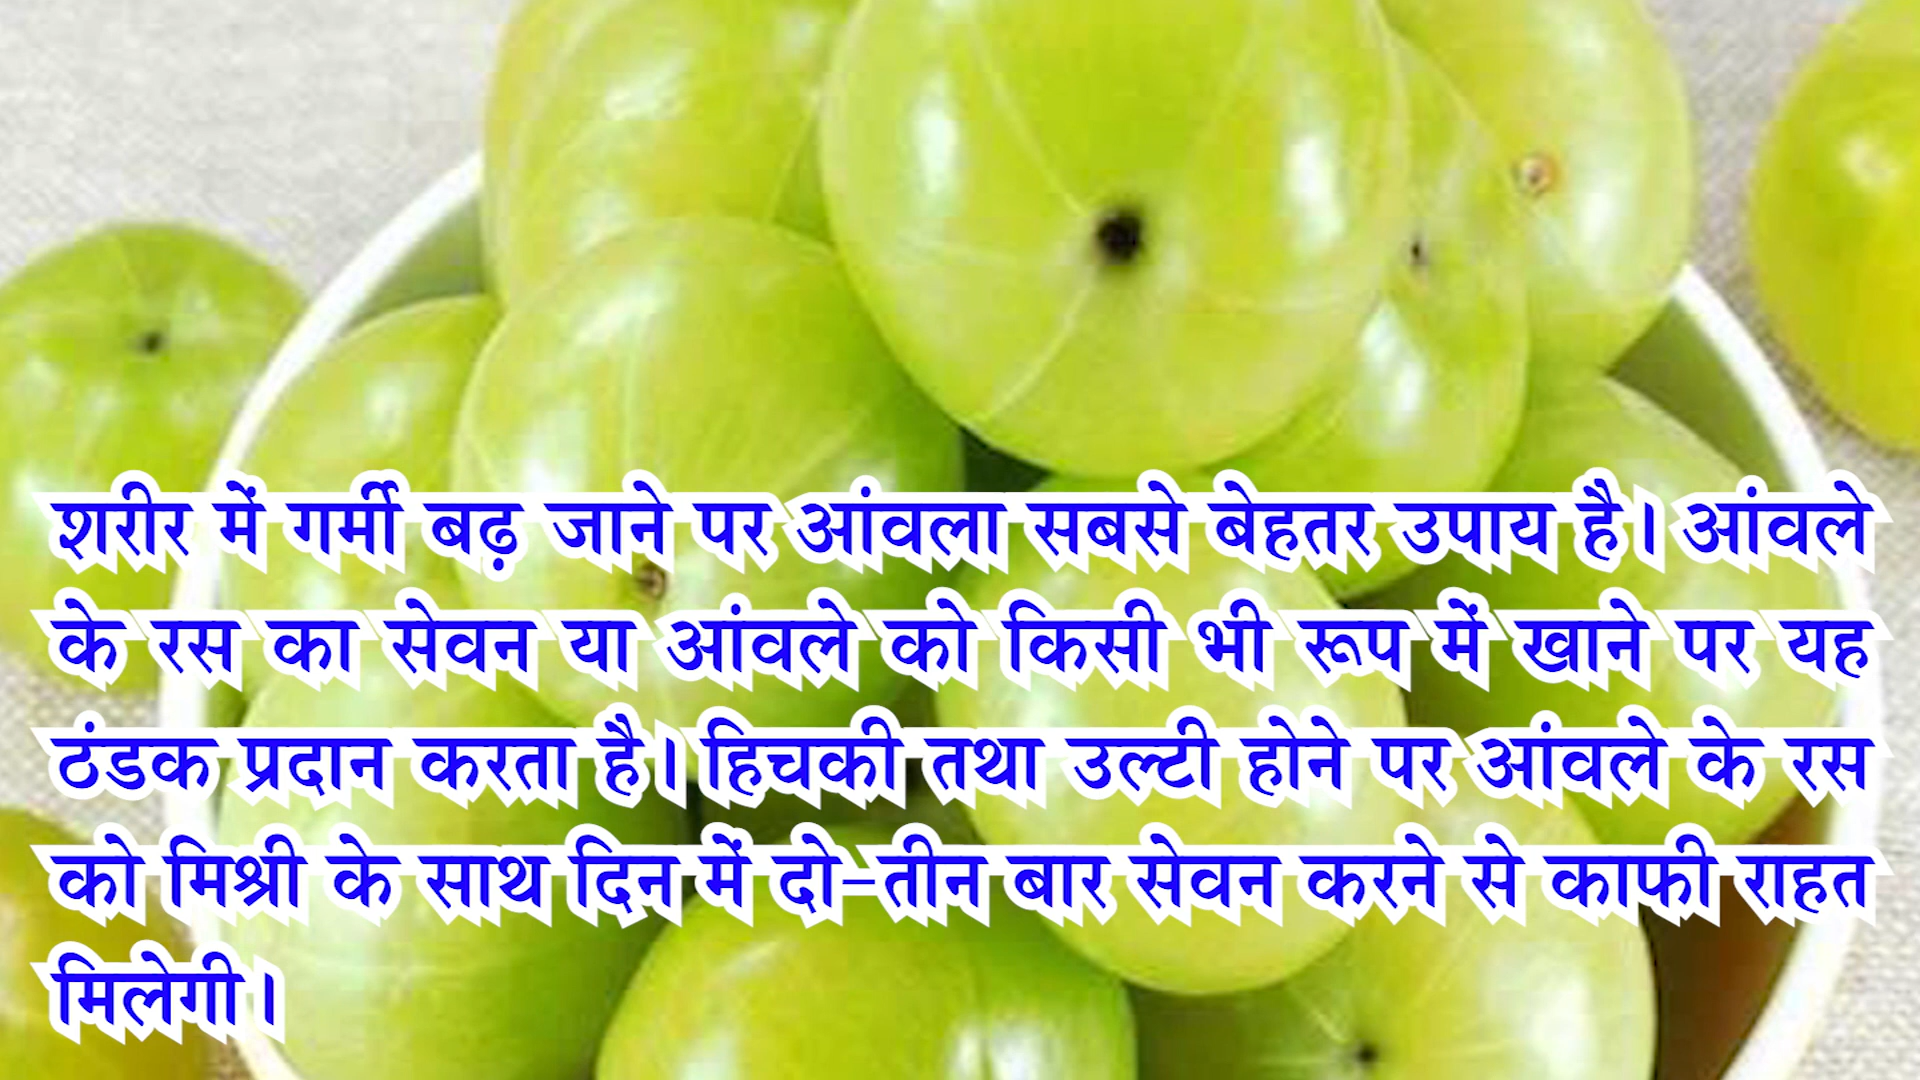 शरीर में गर्मी बढ़ जाने पर आंवला सबसे बेहतर उपाय है। आंवले
के रस का सेवन या आंवले को किसी भी रूप में खाने पर यह
ठंडक प्रदान करता है। हिचकी तथा उल्टी होने पर आंवले के रस
को मिश्री के साथ दिन में दो-तीन बार सेवन करने से काफी राहत
मिलेगी।